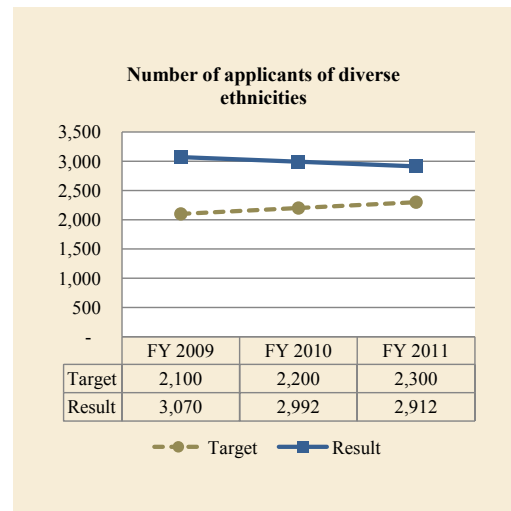 Number of applicants of diverse
ethnicities
3,500
3,000
2,500
2,000
1,500
1,000
500
-
FY 2009 FY 2010 FY 2011
Target 2,100 2,200 2,300
Result 3,070 2,992 2,912
Target Result